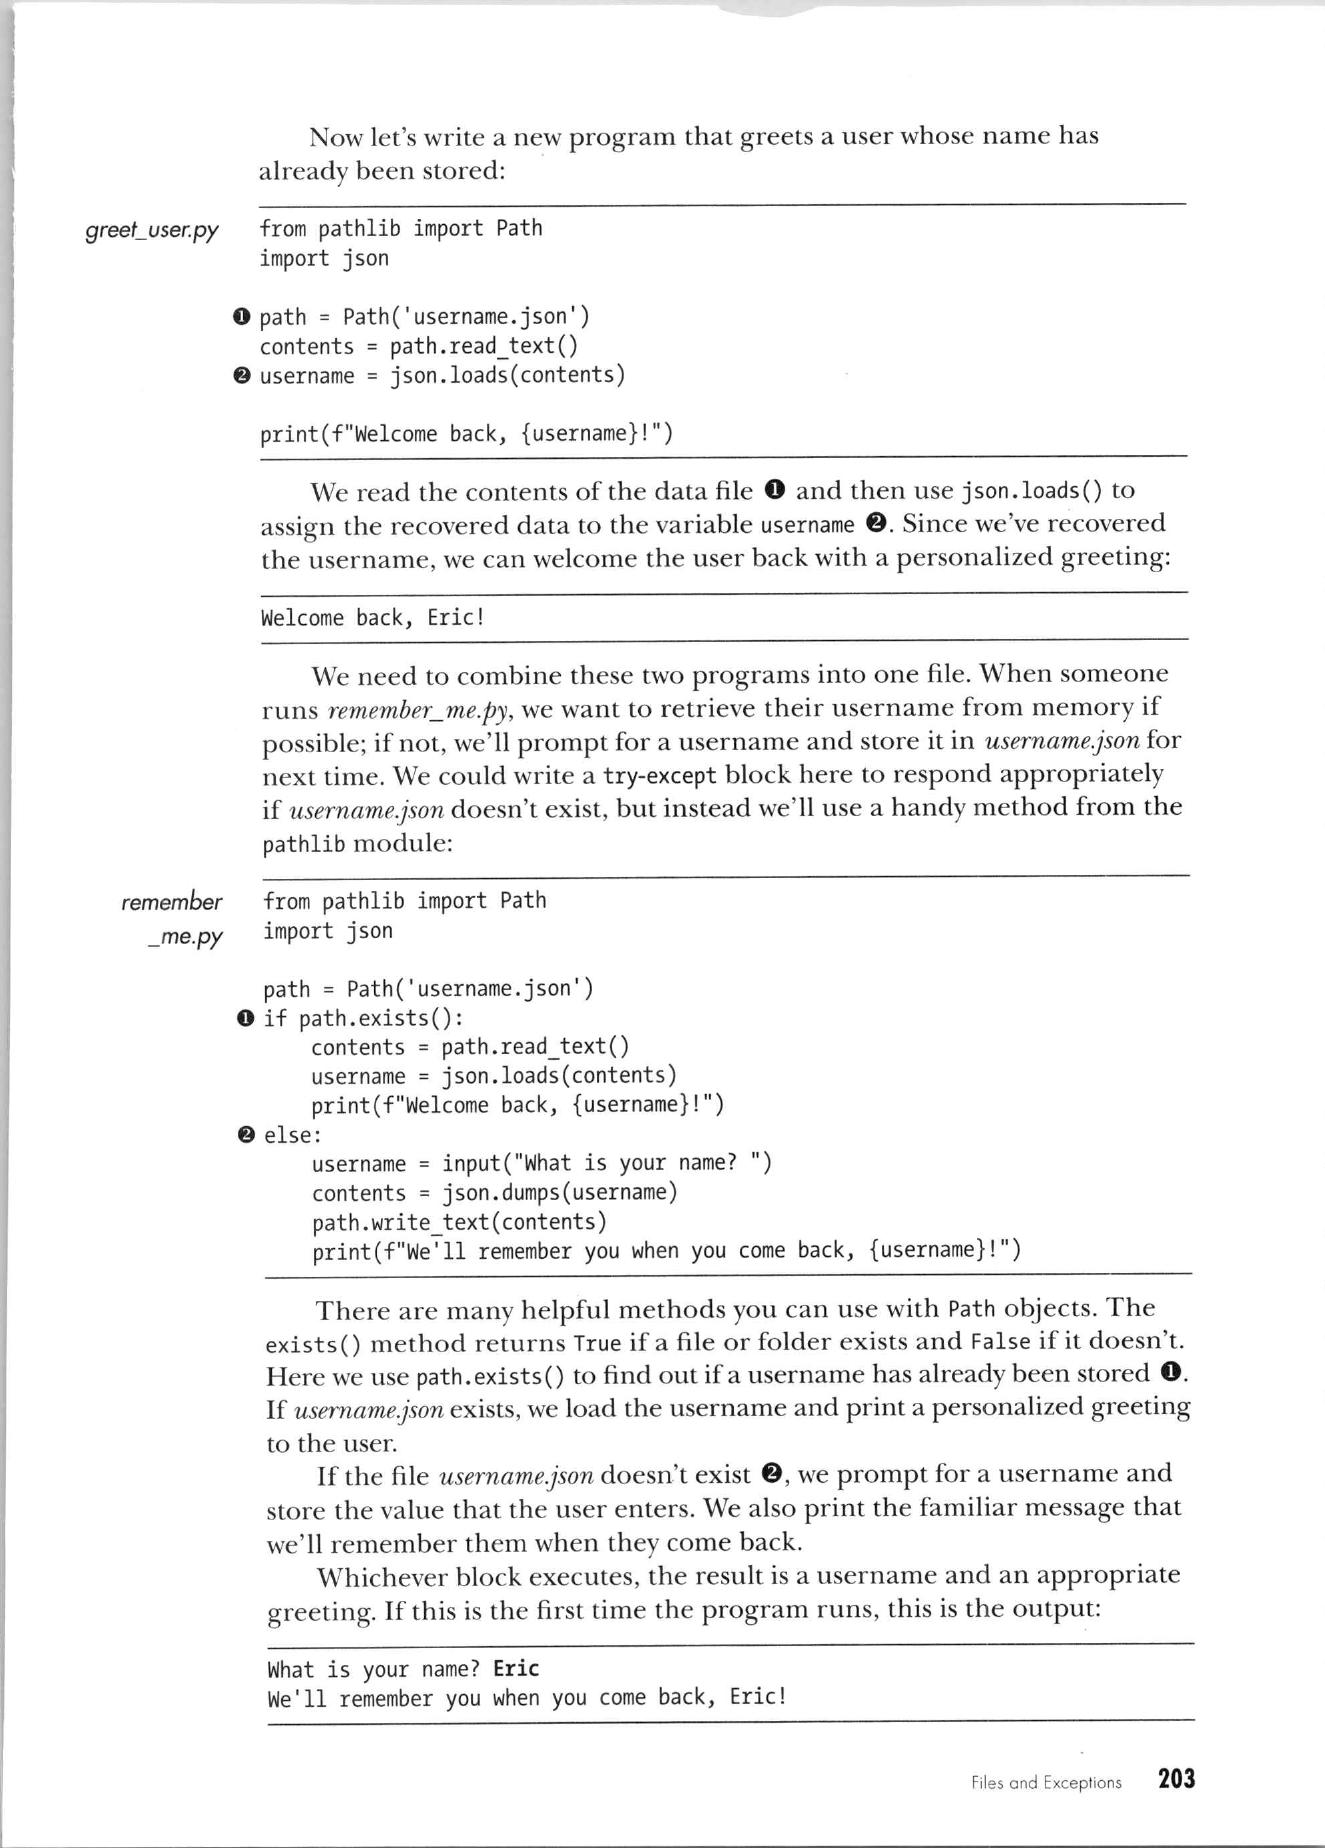 Now let's write a new program that greets a user whose name has
already been stored:
greet_user.py
from pathlib import Path
import json
❶ path = Path('username.json')
contents = path.read_text()
❷ username = json.loads(contents)
print(f"Welcome back, {username}!")
We read the contents of the data file ❶ and then use json.loads() to
assign the recovered data to the variable username ❷. Since we've recovered
the username, we can welcome the user back with a personalized greeting:
Welcome back, Eric!
We need to combine these two programs into one file. When someone
runs remember_me.py, we want to retrieve their username from memory if
possible; if not, we'll prompt for a username and store it in username.json for
next time. We could write a try-except block here to respond appropriately
if username.json doesn't exist, but instead we'll use a handy method from the
pathlib module:
remember
_me.py
from pathlib import Path
import json
path = Path('username.json')
❶ if path.exists():
    contents = path.read_text()
    username = json.loads(contents)
    print(f"Welcome back, {username}!")
❷ else:
    username = input("What is your name? ")
    contents = json.dumps(username)
    path.write_text(contents)
    print(f"We'll remember you when you come back, {username}!")
There are many helpful methods you can use with Path objects. The
exists() method returns True if a file or folder exists and False if it doesn't.
Here we use path.exists() to find out if a username has already been stored ❶.
If username.json exists, we load the username and print a personalized greeting
to the user.
If the file username.json doesn't exist ❷, we prompt for a username and
store the value that the user enters. We also print the familiar message that
we'll remember them when they come back.
Whichever block executes, the result is a username and an appropriate
greeting. If this is the first time the program runs, this is the output:
What is your name? Eric
We'll remember you when you come back, Eric!
Files and Exceptions 203